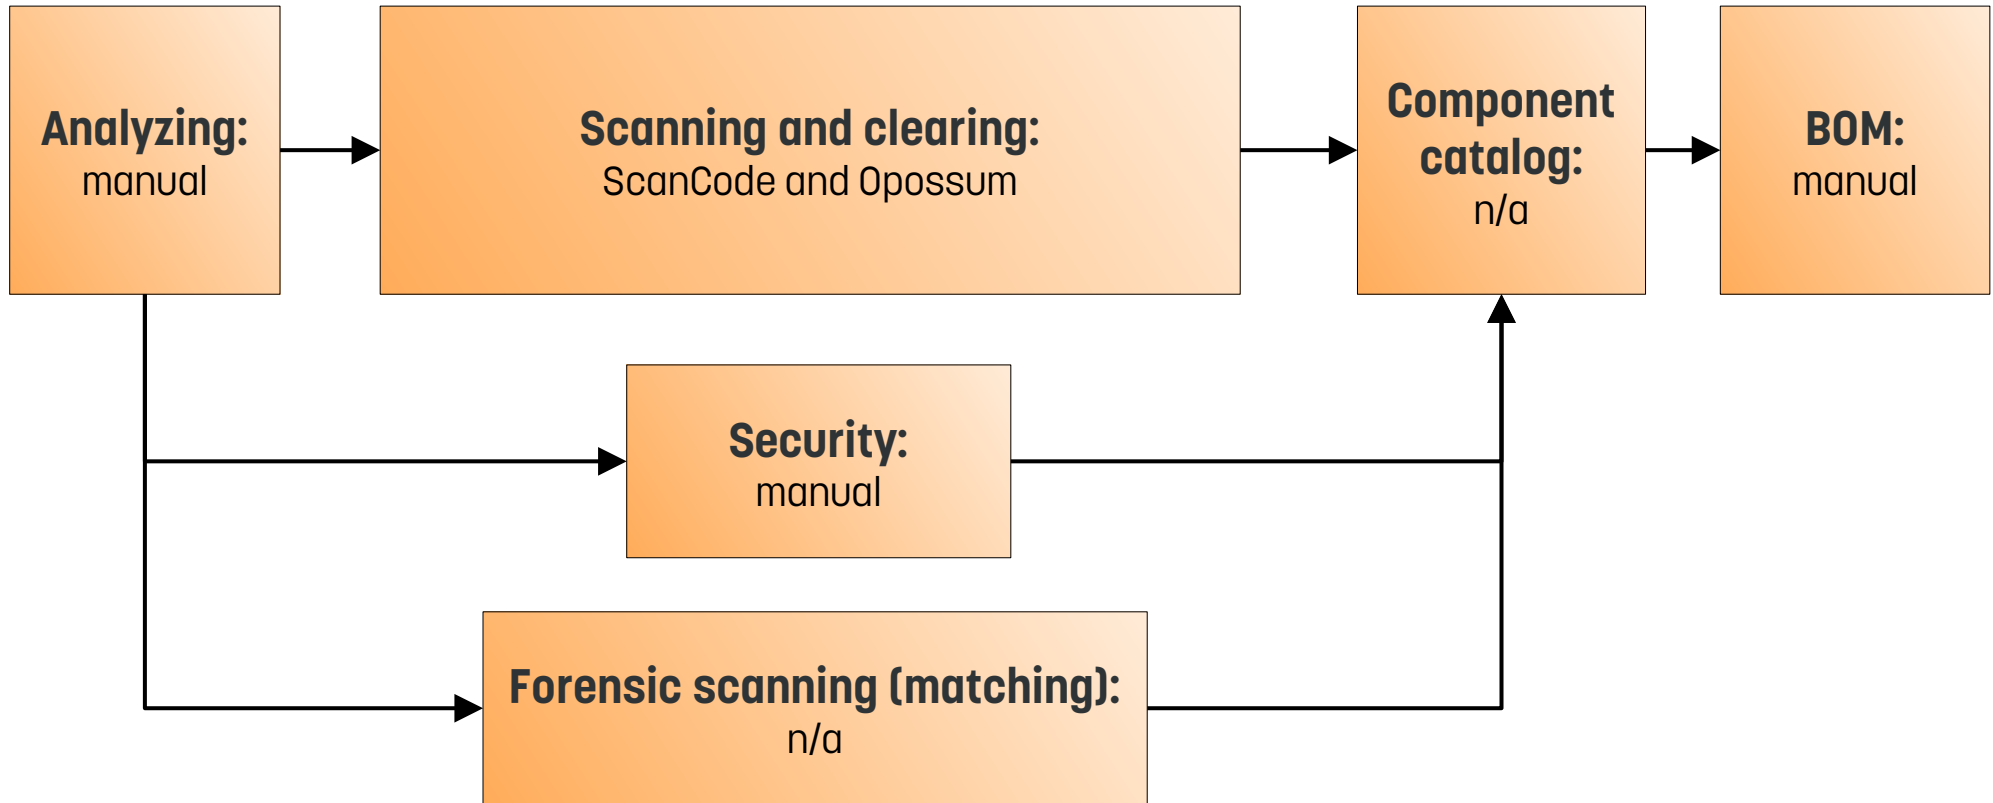 Analyzing:
manual
Scanning and clearing:
ScanCode and Opossum
Component
catalog:
n/a
BOM:
manual
Security:
manual
Forensic scanning (matching):
n/a